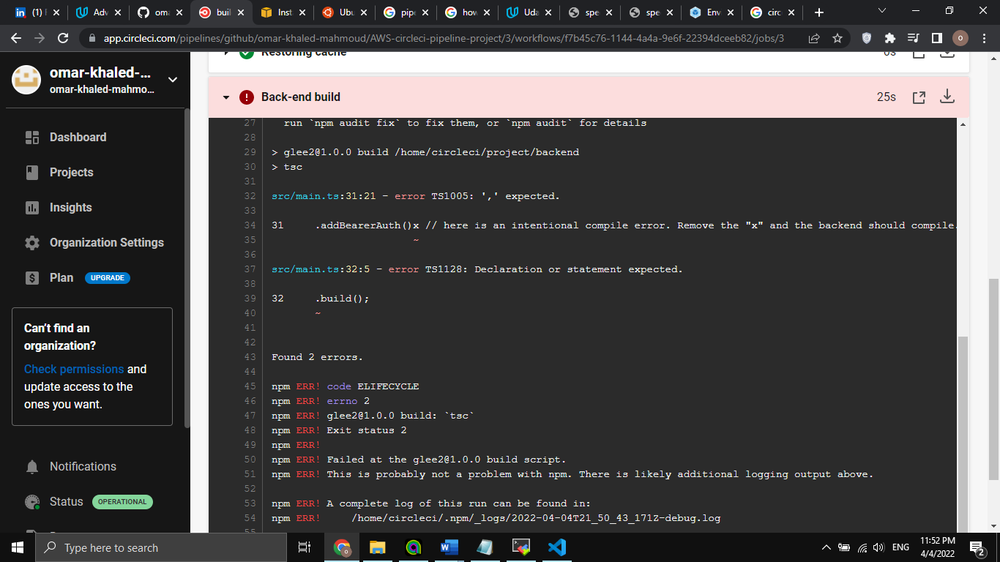 (1)
Adv
oma
buil
Inst
Ubu
pip
how
Uda
spe
spe
Env
circ
app.circleci.com/pipelines/github/omar-khaled-mahmoud/AWS-circleci-pipeline-project/3/workflows/f7b45c76-1144-4a4a-9e6f-22394dceeb82/jobs/3
o
omar-khaled-...
omar-khaled-mahmo...
Dashboard
Projects
Insights
Organization Settings
Plan UPGRADE
Can't find an
organization?
Check permissions and
update access to the
ones you want.
Notifications
Status OPERATIONAL
Restoring cache 0s
Back-end build 25s
27 run `npm audit fix` to fix them, or `npm audit` for details
28
29 > glee2@1.0.0 build /home/circleci/project/backend
30 > tsc
31
32 src/main.ts:31:21 - error TS1005: ',' expected.
33
34 31 .addBearerAuth()x // here is an intentional compile error. Remove the "x" and the backend should compile.
35 ~
36
37 src/main.ts:32:5 - error TS1128: Declaration or statement expected.
38
39 32 .build();
40 ~
41
42
43 Found 2 errors.
44
45 npm ERR! code ELIFECYCLE
46 npm ERR! errno 2
47 npm ERR! glee2@1.0.0 build: `tsc`
48 npm ERR! Exit status 2
49 npm ERR!
50 npm ERR! Failed at the glee2@1.0.0 build script.
51 npm ERR! This is probably not a problem with npm. There is likely additional logging output above.
52
53 npm ERR! A complete log of this run can be found in:
54 npm ERR! /home/circleci/.npm/_logs/2022-04-04T21_50_43_171Z-debug.log
55
Type here to search
ENG
11:52 PM
4/4/2022
2